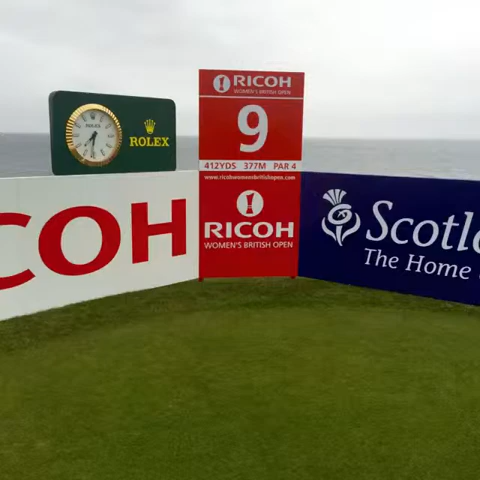 RICOH
WOMEN'S BRITISH OPEN
9
412YDS 377M PAR 4
www.ricohwomensbritishopen.com
RICOH
WOMEN'S BRITISH OPEN
ROLEX
ROLEX
COH
Scotl
The Home